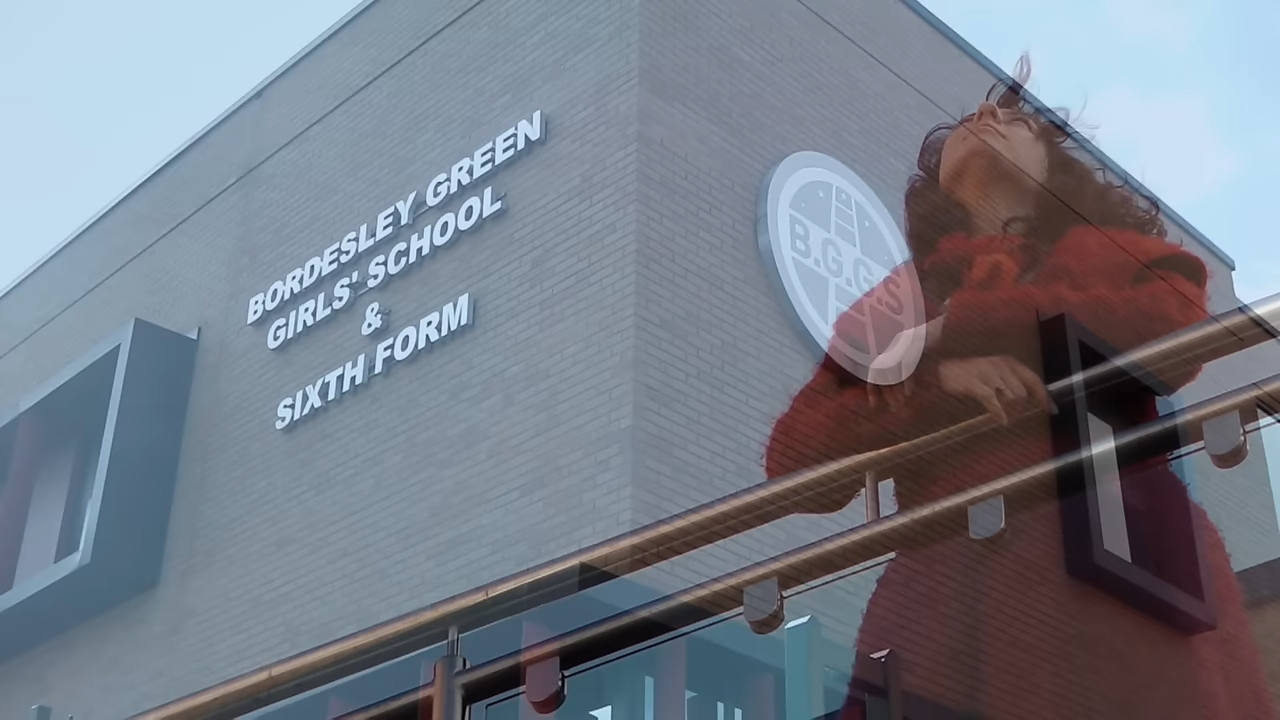 BORDESLEY GREEN
GIRLS' SCHOOL
&
SIXTH FORM
B.G.G.S